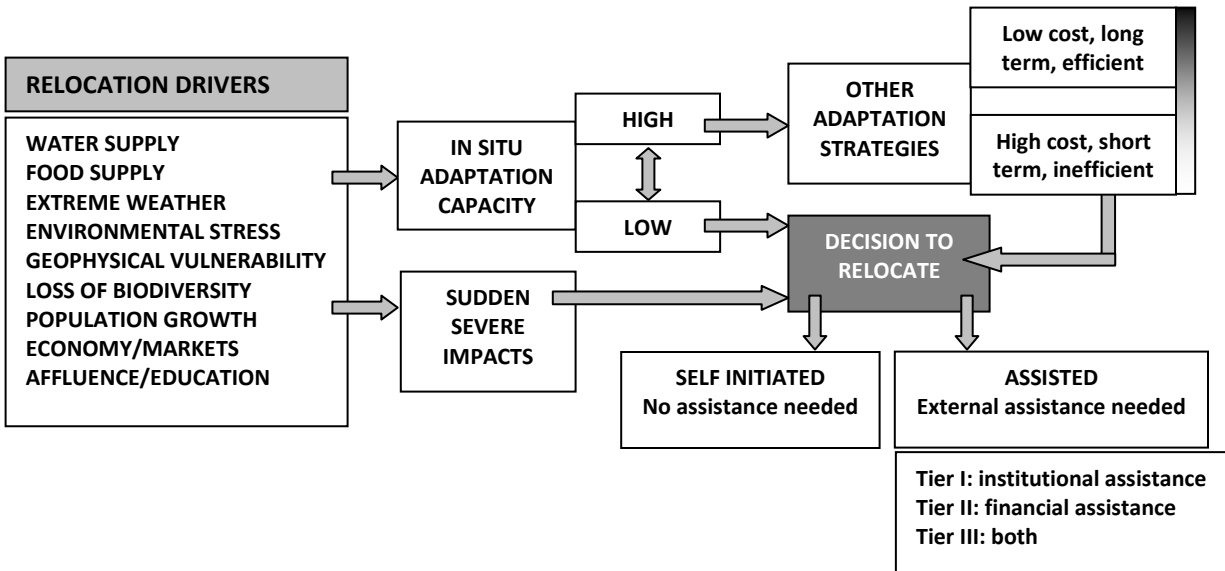 RELOCATION DRIVERS
WATER SUPPLY
FOOD SUPPLY
EXTREME WEATHER
ENVIRONMENTAL STRESS
GEOPHYSICAL VULNERABILITY
LOSS OF BIODIVERSITY
POPULATION GROWTH
ECONOMY/MARKETS
AFFLUENCE/EDUCATION
IN SITU
ADAPTATION
CAPACITY
SUDDEN
SEVERE
IMPACTS
HIGH
LOW
OTHER
ADAPTATION
STRATEGIES
Low cost, long
term, efficient
High cost, short
term, inefficient
DECISION TO
RELOCATE
SELF INITIATED
No assistance needed
ASSISTED
External assistance needed
Tier I: institutional assistance
Tier II: financial assistance
Tier III: both